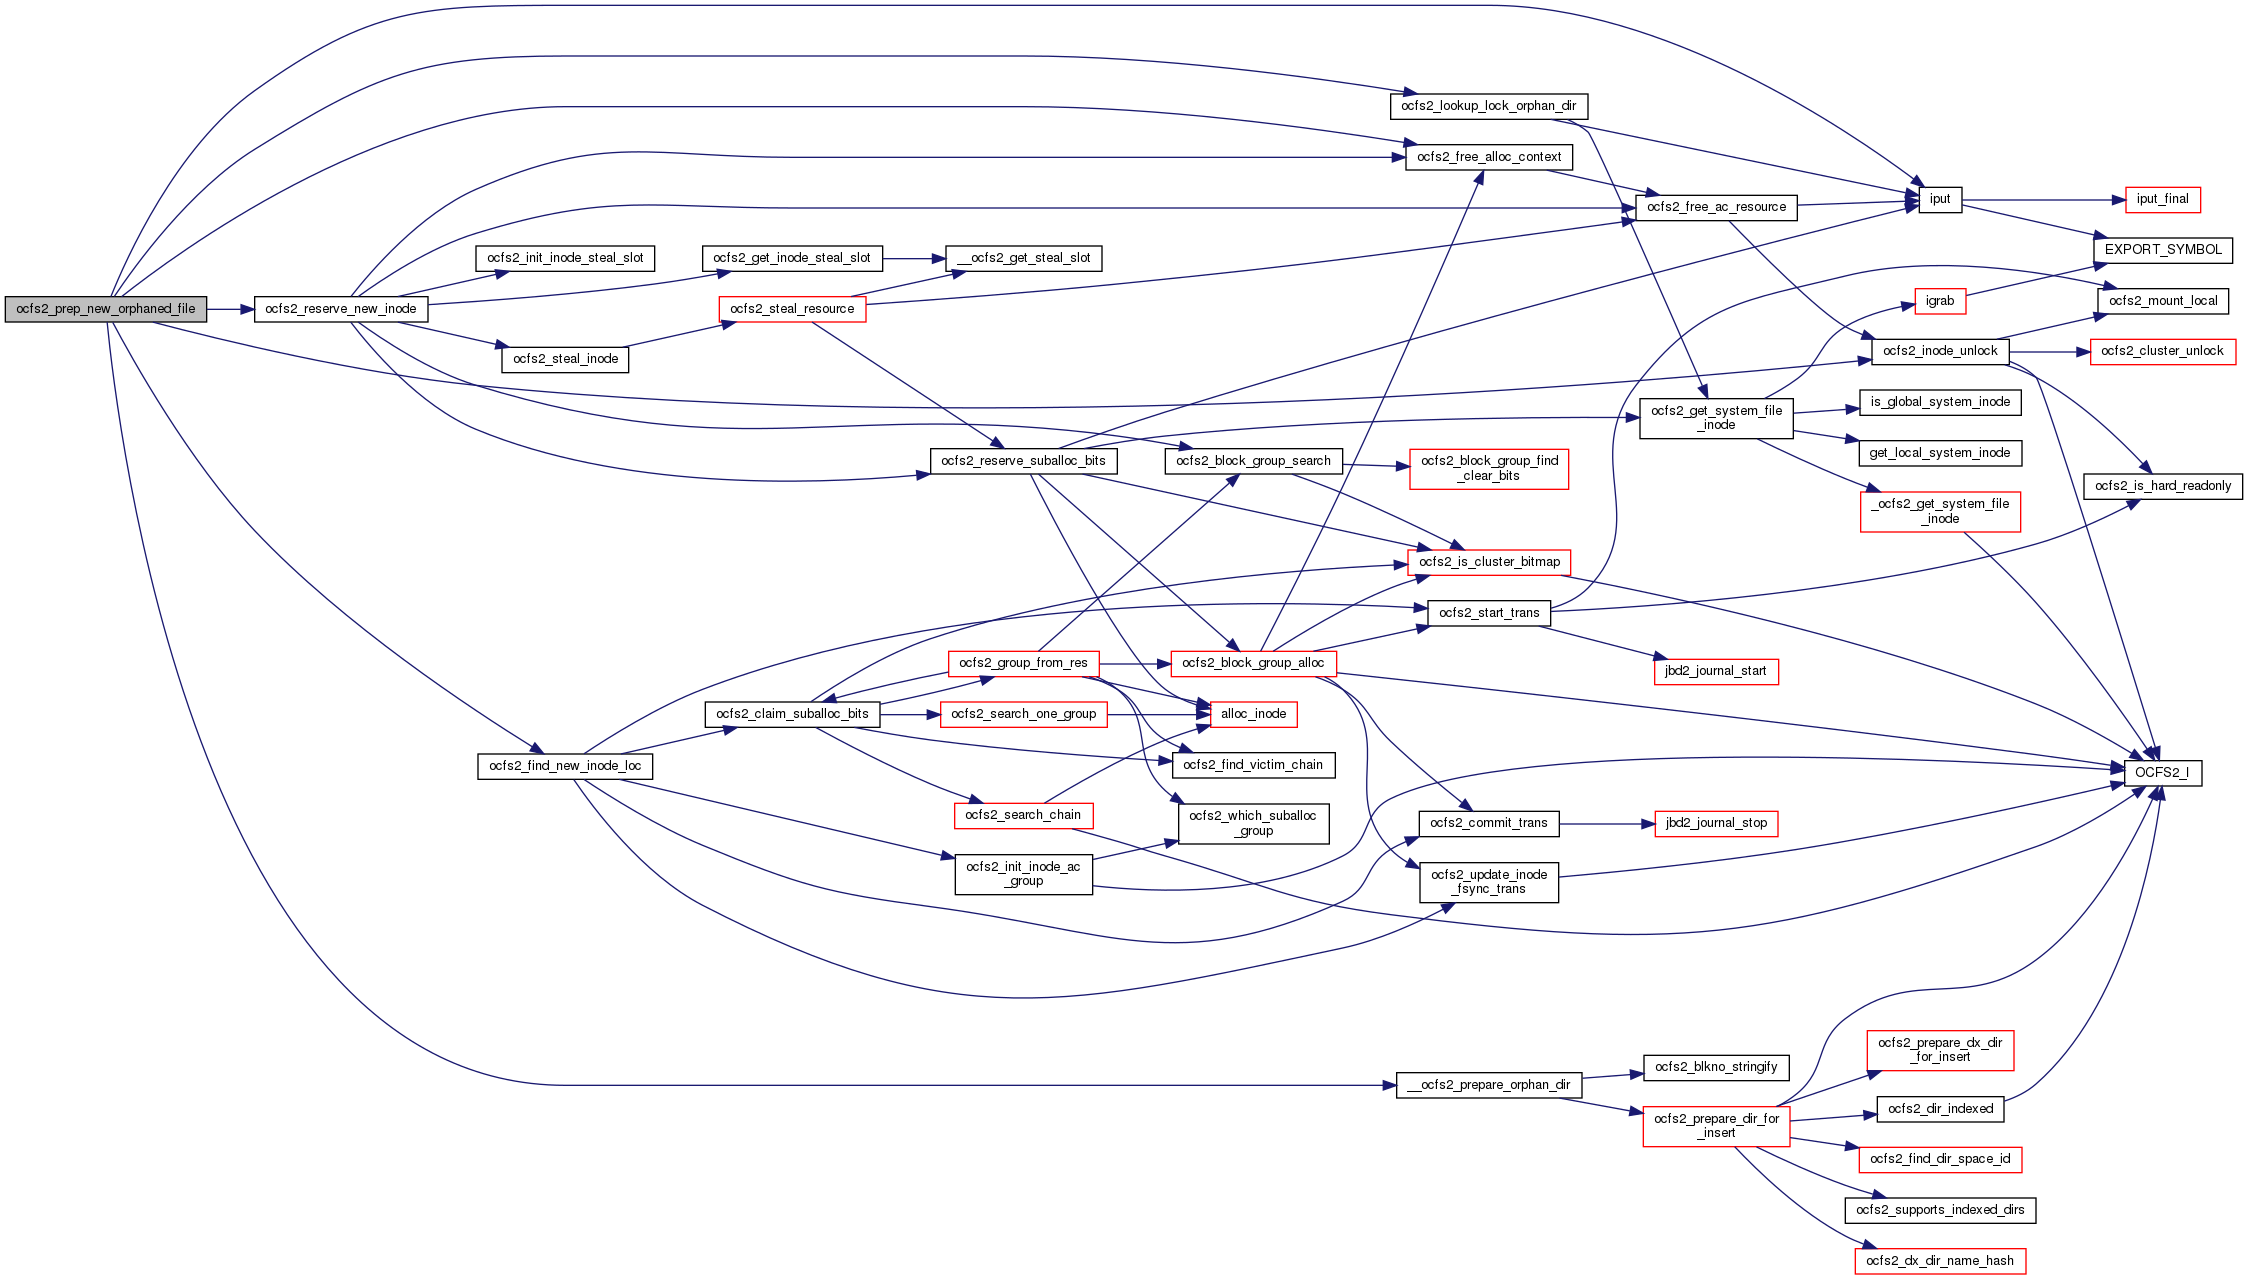 ocfs2_lookup_lock_orphan_dir
ocfs2_free_alloc_context
iput
iput_final
ocfs2_free_ac_resource
EXPORT_SYMBOL
ocfs2_init_inode_steal_slot
ocfs2_get_inode_steal_slot
__ocfs2_get_steal_slot
ocfs2_prep_new_orphaned_file
ocfs2_reserve_new_inode
ocfs2_steal_resource
igrab
ocfs2_mount_local
ocfs2_steal_inode
ocfs2_inode_unlock
ocfs2_cluster_unlock
is_global_system_inode
ocfs2_get_system_file
_inode
get_local_system_inode
ocfs2_reserve_suballoc_bits
ocfs2_block_group_search
ocfs2_block_group_find
_clear_bits
ocfs2_is_hard_readonly
_ocfs2_get_system_file
_inode
ocfs2_is_cluster_bitmap
ocfs2_start_trans
ocfs2_group_from_res
ocfs2_block_group_alloc
jbd2_journal_start
ocfs2_claim_suballoc_bits
ocfs2_search_one_group
alloc_inode
ocfs2_find_new_inode_loc
ocfs2_find_victim_chain
OCFS2_I
ocfs2_search_chain
ocfs2_which_suballoc
_group
ocfs2_commit_trans
jbd2_journal_stop
ocfs2_init_inode_ac
_group
ocfs2_update_inode
_fsync_trans
ocfs2_prepare_dx_dir
_for_insert
ocfs2_blkno_stringify
__ocfs2_prepare_orphan_dir
ocfs2_dir_indexed
ocfs2_prepare_dir_for
_insert
ocfs2_find_dir_space_id
ocfs2_supports_indexed_dirs
ocfs2_dx_dir_name_hash